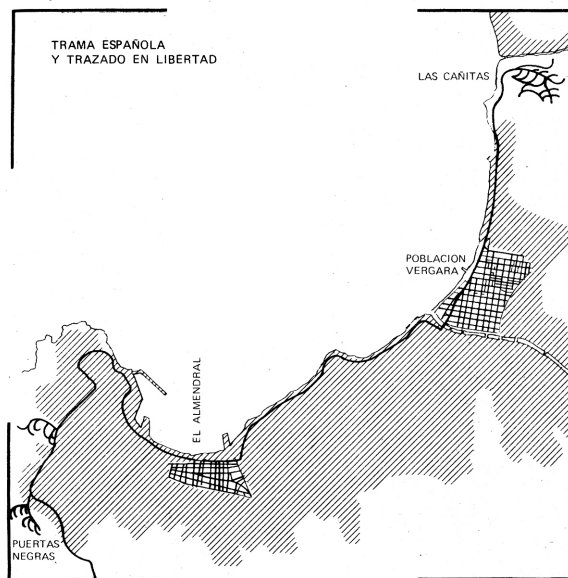 TRAMA ESPAÑOLA
Y TRAZADO EN LIBERTAD
LAS CAÑITAS
POBLACION
VERGARA
EL ALMENDRAL
PUERTAS
NEGRAS